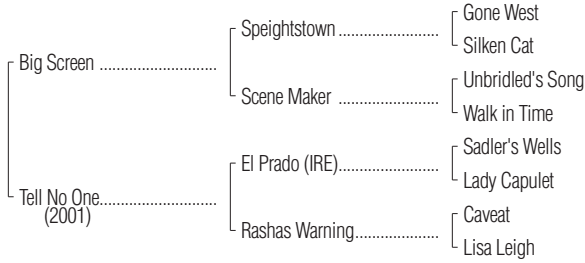 Gone West
Speightstown
Silken Cat
Big Screen
Unbridled's Song
Scene Maker
Walk in Time
Sadler's Wells
El Prado (IRE)
Lady Capulet
Tell No One
(2001)
Caveat
Rashas Warning
Lisa Leigh